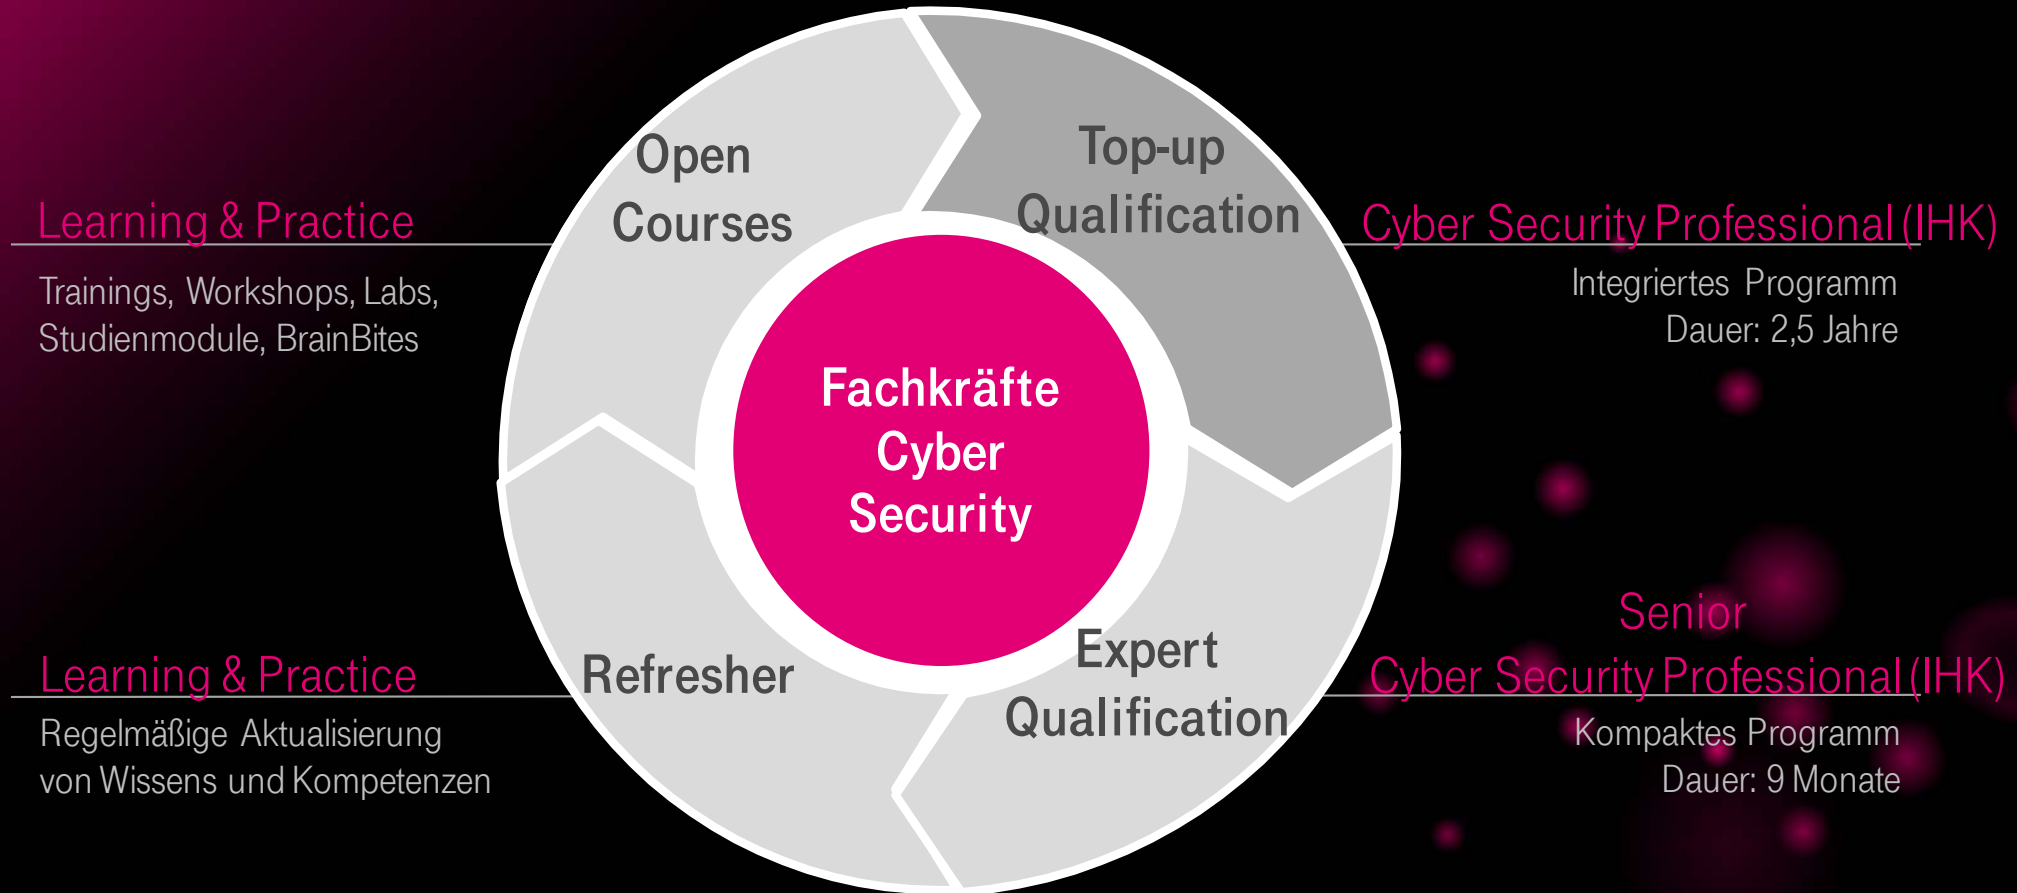 Open
Courses
Top-up
Qualification
Learning & Practice
Trainings, Workshops, Labs,
Studienmodule, BrainBites
Cyber Security Professional (IHK)
Integriertes Programm
Dauer: 2,5 Jahre
Fachkräfte
Cyber
Security
Refresher
Expert
Qualification
Learning & Practice
Regelmäßige Aktualisierung
von Wissens und Kompetenzen
Senior
Cyber Security Professional (IHK)
Kompaktes Programm
Dauer: 9 Monate